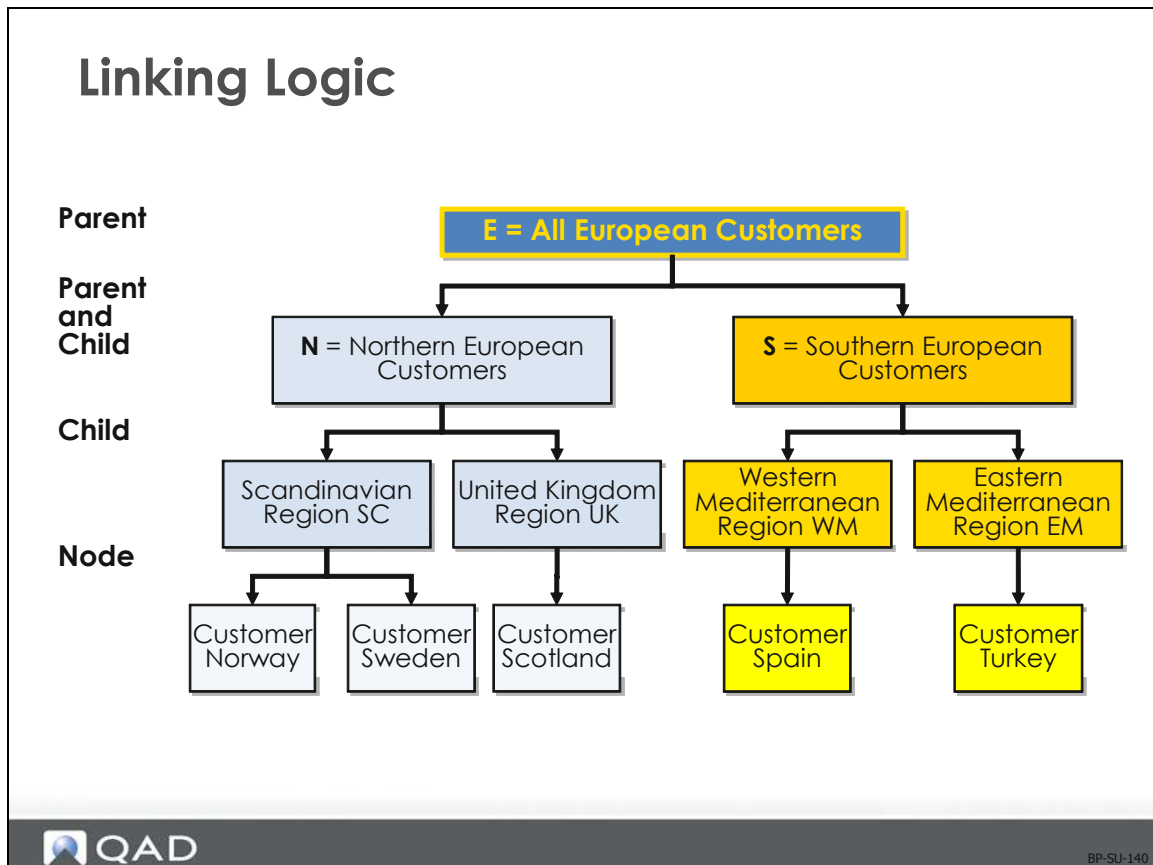 Linking Logic
Parent
E = All European Customers
Parent
and
Child
N = Northern European
Customers
S = Southern European
Customers
Child
Scandinavian
Region SC
United Kingdom
Region UK
Western
Mediterranean
Region WM
Eastern
Mediterranean
Region EM
Node
Customer
Norway
Customer
Sweden
Customer
Scotland
Customer
Spain
Customer
Turkey
QAD
BP-SU-140